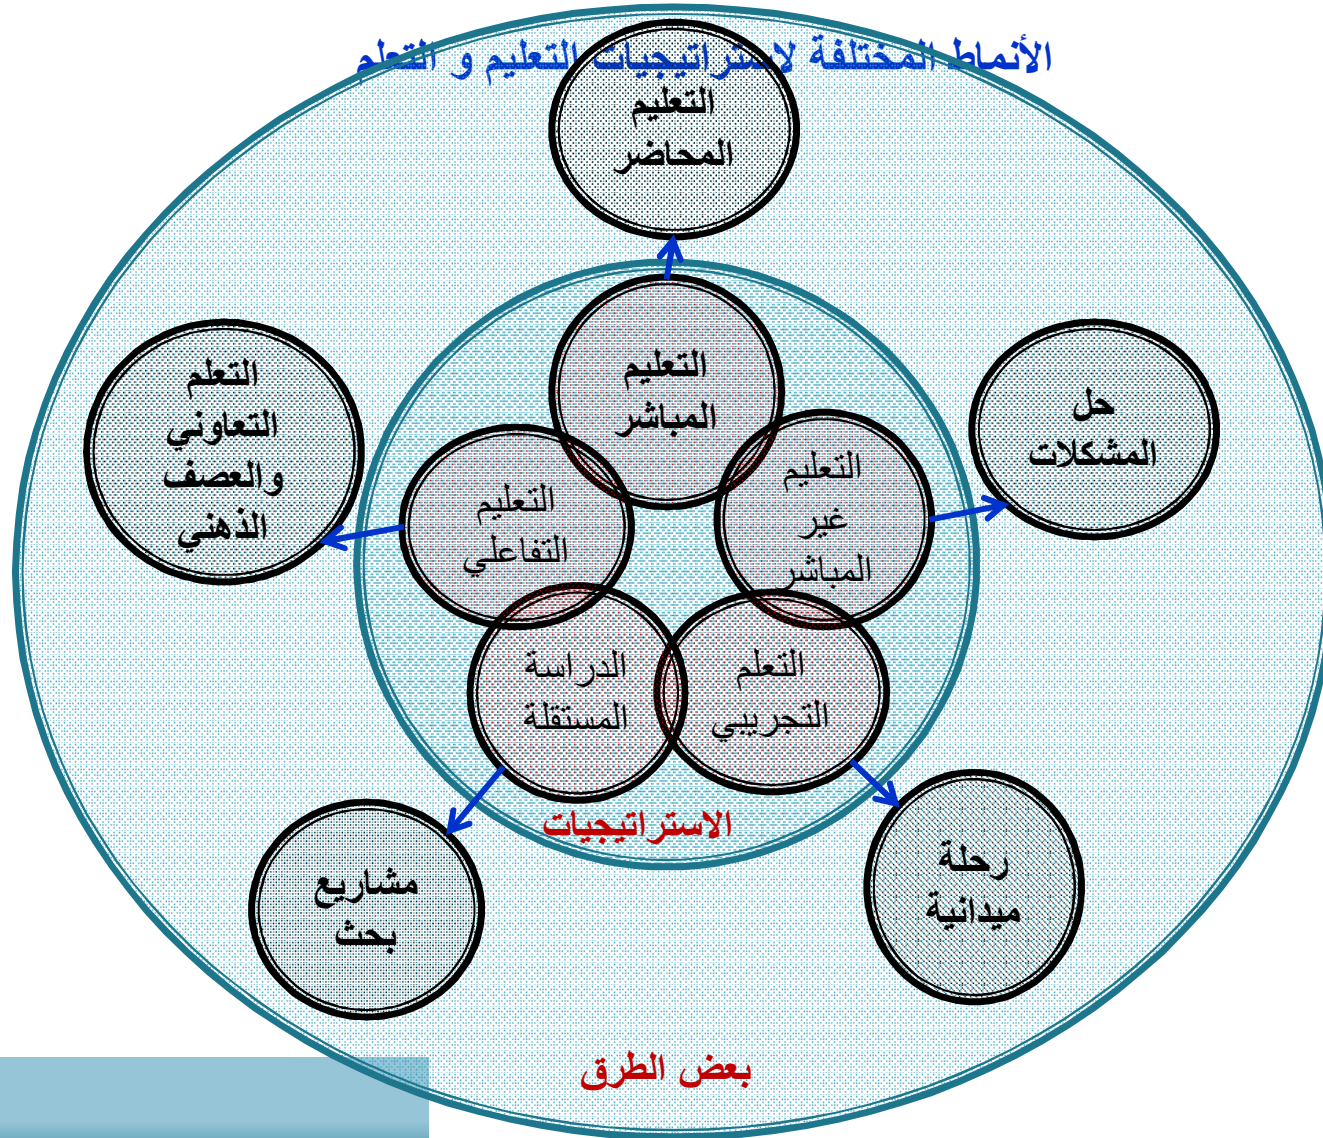 الأنماط المختلفة لاستراتيجيات التعليم و التعلم
التعليم
المحاضر
التعليم
المباشر
حل
المشكلات
التعليم
غير
المباشر
التعلم
التعاوني
والعصف
الذهني
التعليم
التفاعلي
التعلم
التجريبي
الدراسة
المستقلة
الاستراتيجيات
رحلة
ميدانية
مشاريع
بحث
بعض الطرق